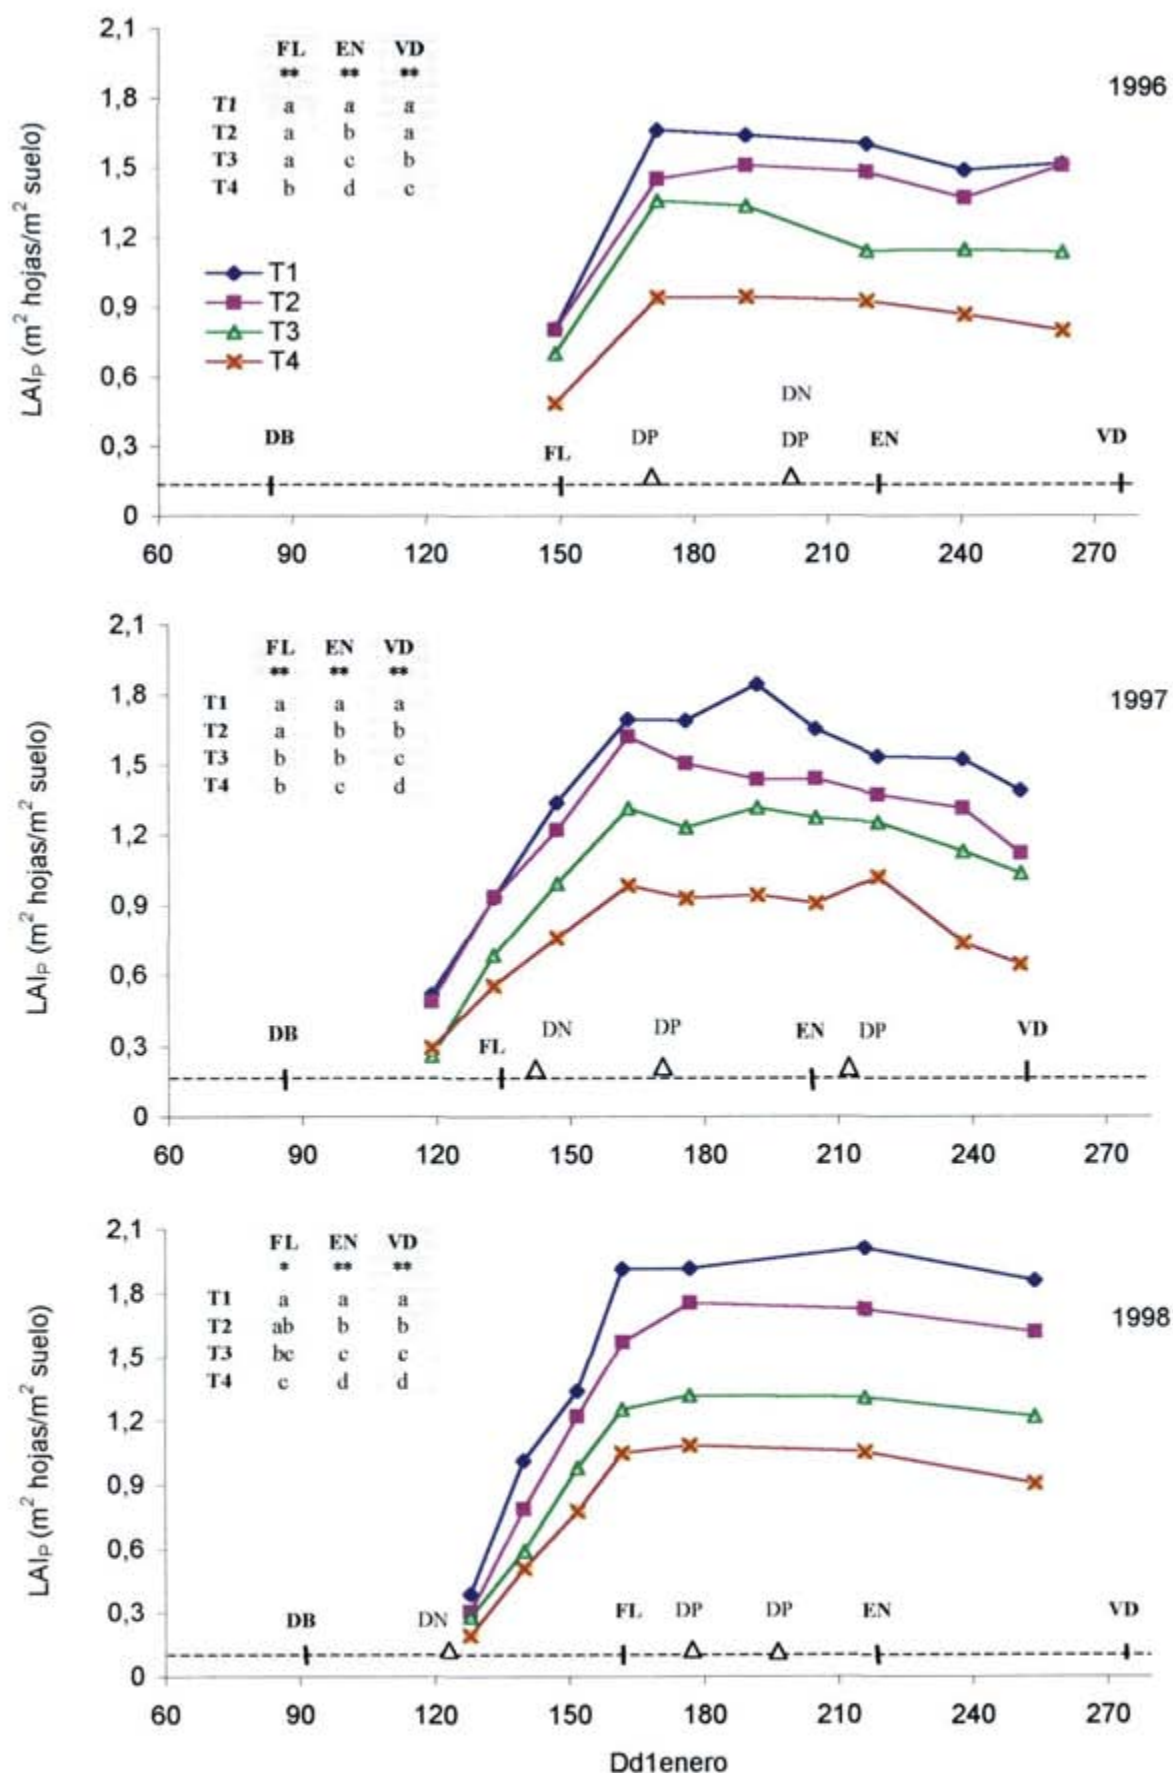 2,1
FL EN VD
** ** **
T1 a a a
T2 a b a
T3 a c b
T4 b d c
1996
1.8
1.5
1,2
0.9
0,6
0,3
0
LAIP (m2 hojas/m2 suelo)
T1
T2
T3
T4
DN
DB FL DP DP EN VD
60 90 120 150 180 210 240 270
2,1
FL EN VD
** ** **
T1 a a a
T2 a b b
T3 b b c
T4 b c d
1997
1.8
1,5
1,2
0,9
0,6
0,3
0
LAIP (m2 hojas/m2 suelo)
DB FL DN DP EN DP VD
60 90 120 150 180 210 240 270
2,1
FL EN VD
* ** **
T1 a a a
T2 ab b b
T3 bc c c
T4 c d d
1998
1,8
1,5
1,2
0,9
0,6
0,3
0
LAIP (m2 hojas/m2 suelo)
DB DN FL DP DP EN VD
60 90 120 150 180 210 240 270
Dd1enero